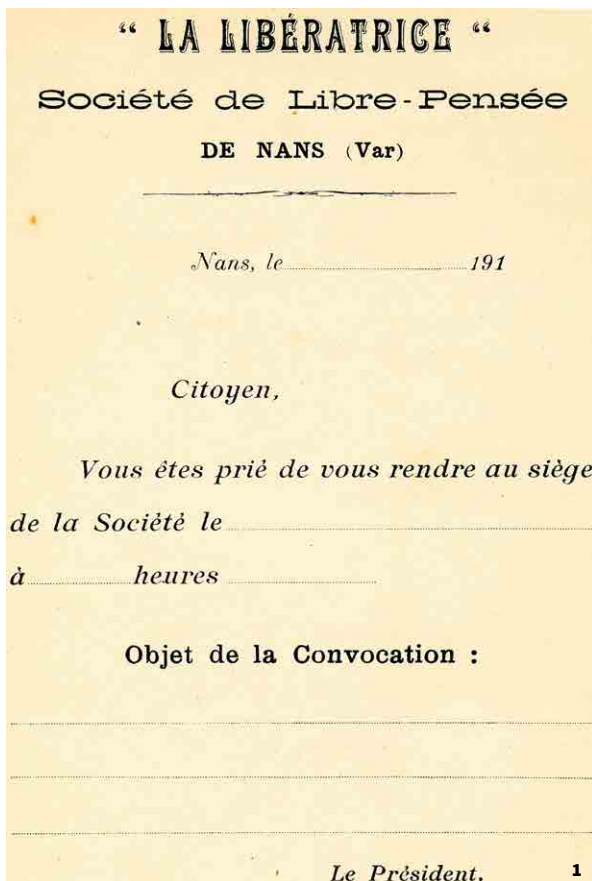 “ LA LIBÉRATRICE “
Société de Libre-Pensée
DE NANS (Var)
Nans, le 191
Citoyen,
Vous êtes prié de vous rendre au siège
de la Société le
à heures
Objet de la Convocation :
Le Président.
1